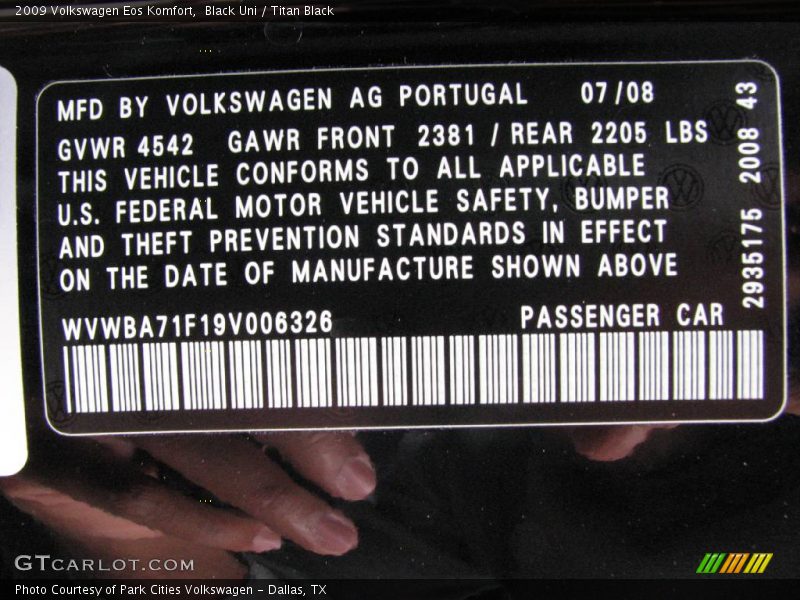 2009 Volkswagen Eos Komfort,  Black Uni / Titan Black
MFD BY VOLKSWAGEN AG PORTUGAL 07/08
GVWR 4542 GAWR FRONT 2381 / REAR 2205 LBS
THIS VEHICLE CONFORMS TO ALL APPLICABLE
U.S. FEDERAL MOTOR VEHICLE SAFETY, BUMPER
AND THEFT PREVENTION STANDARDS IN EFFECT
ON THE DATE OF MANUFACTURE SHOWN ABOVE
2935175 2008 43
WVWBA71F19V006326 PASSENGER CAR
GTCARLOT.COM
Photo Courtesy of Park Cities Volkswagen - Dallas, TX